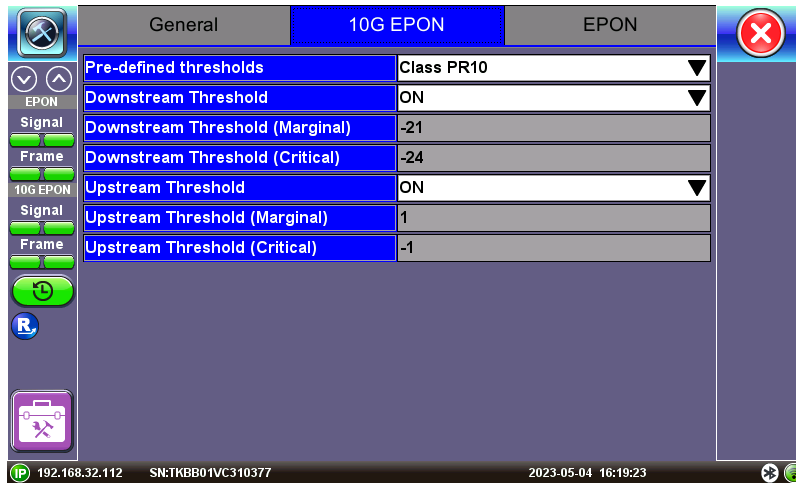 General
10G EPON
EPON
Pre-defined thresholds
Class PR10
Downstream Threshold
ON
Downstream Threshold (Marginal)
-21
Downstream Threshold (Critical)
-24
Upstream Threshold
ON
Upstream Threshold (Marginal)
1
Upstream Threshold (Critical)
-1
EPON
Signal
Frame
10G EPON
Signal
Frame
R
IP 192.168.32.112 SN:TKBB01VC310377 2023-05-04 16:19:23